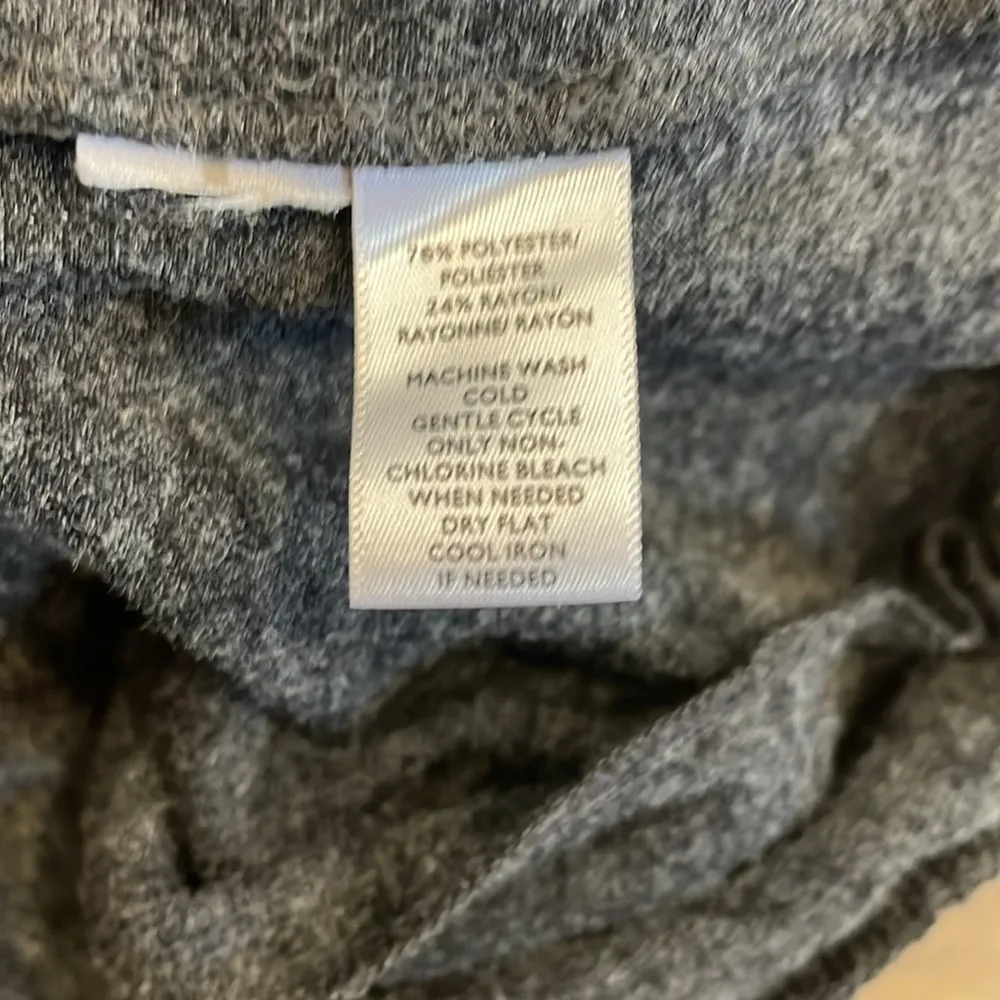 76% POLYESTER/
POLIÉSTER
24% RAYON/
RAYONNE/ RAYON
MACHINE WASH
COLD
GENTLE CYCLE
ONLY NON-
CHLORINE BLEACH
WHEN NEEDED
DRY FLAT
COOL IRON
IF NEEDED